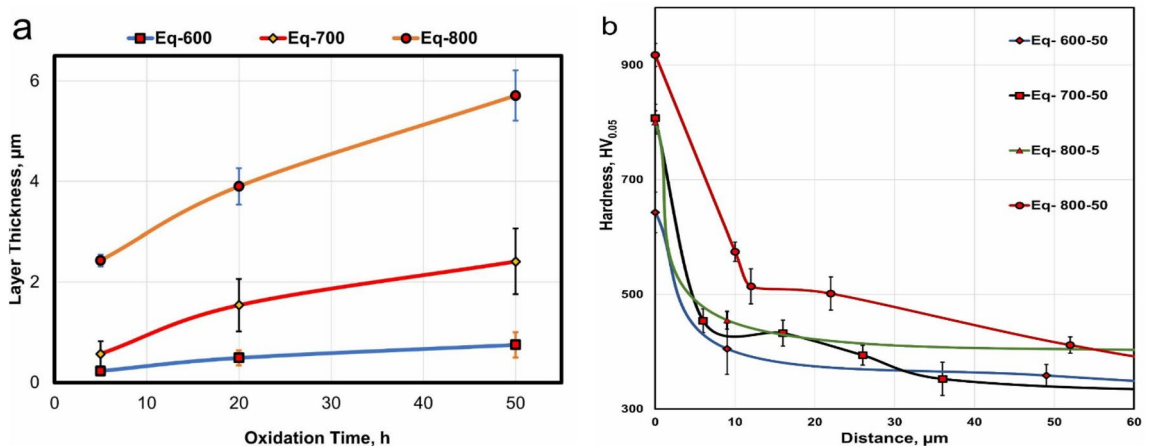 a
Eq-600 Eq-700 Eq-800
Layer Thickness, µm
6
4
2
0
0 10 20 30 40 50
Oxidation Time, h
b
Eq- 600-50
Eq- 700-50
Eq- 800-5
Eq- 800-50
Hardness, HV0.05
900
700
500
300
0 10 20 30 40 50 60
Distance, µm